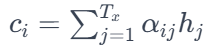 c_i = \sum_{j=1}^{T_x} \alpha_{ij} h_j